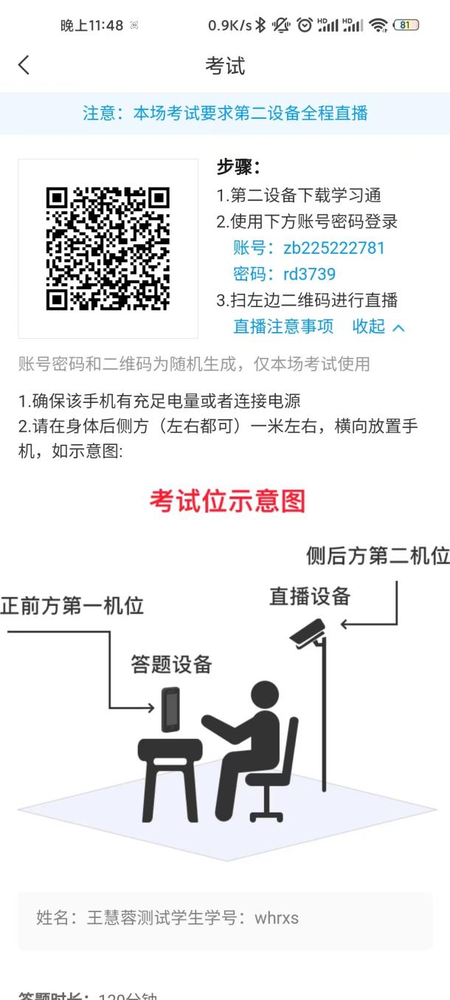 晚上11:48
0.9K/s
HD
HD
81
考试
注意：本场考试要求第二设备全程直播
步骤：
1.第二设备下载学习通
2.使用下方账号密码登录
账号：zb225222781
密码：rd3739
3.扫左边二维码进行直播
直播注意事项 收起
账号密码和二维码为随机生成，仅本场考试使用
1.确保该手机有充足电量或者连接电源
2.请在身体后侧方（左右都可）一米左右，横向放置手
机，如示意图:
考试位示意图
侧后方第二机位
直播设备
正前方第一机位
答题设备
姓名：王慧蓉测试学生学号：whrxs
答题时长：120分钟